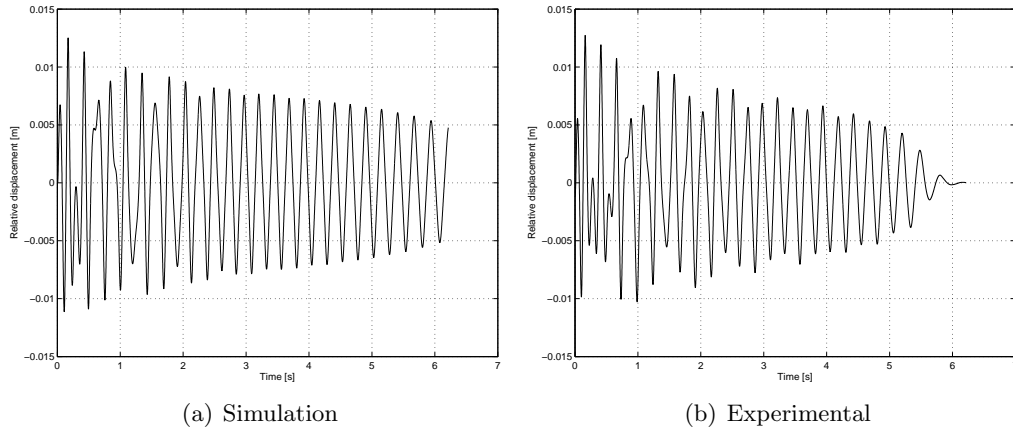 0.015
0.01
0.005
0
−0.005
−0.01
−0.015
Relative displacement [m]
0 1 2 3 4 5 6 7
Time [s]
(a) Simulation
0.015
0.01
0.005
0
−0.005
−0.01
−0.015
Relative displacement [m]
0 1 2 3 4 5 6
Time [s]
(b) Experimental